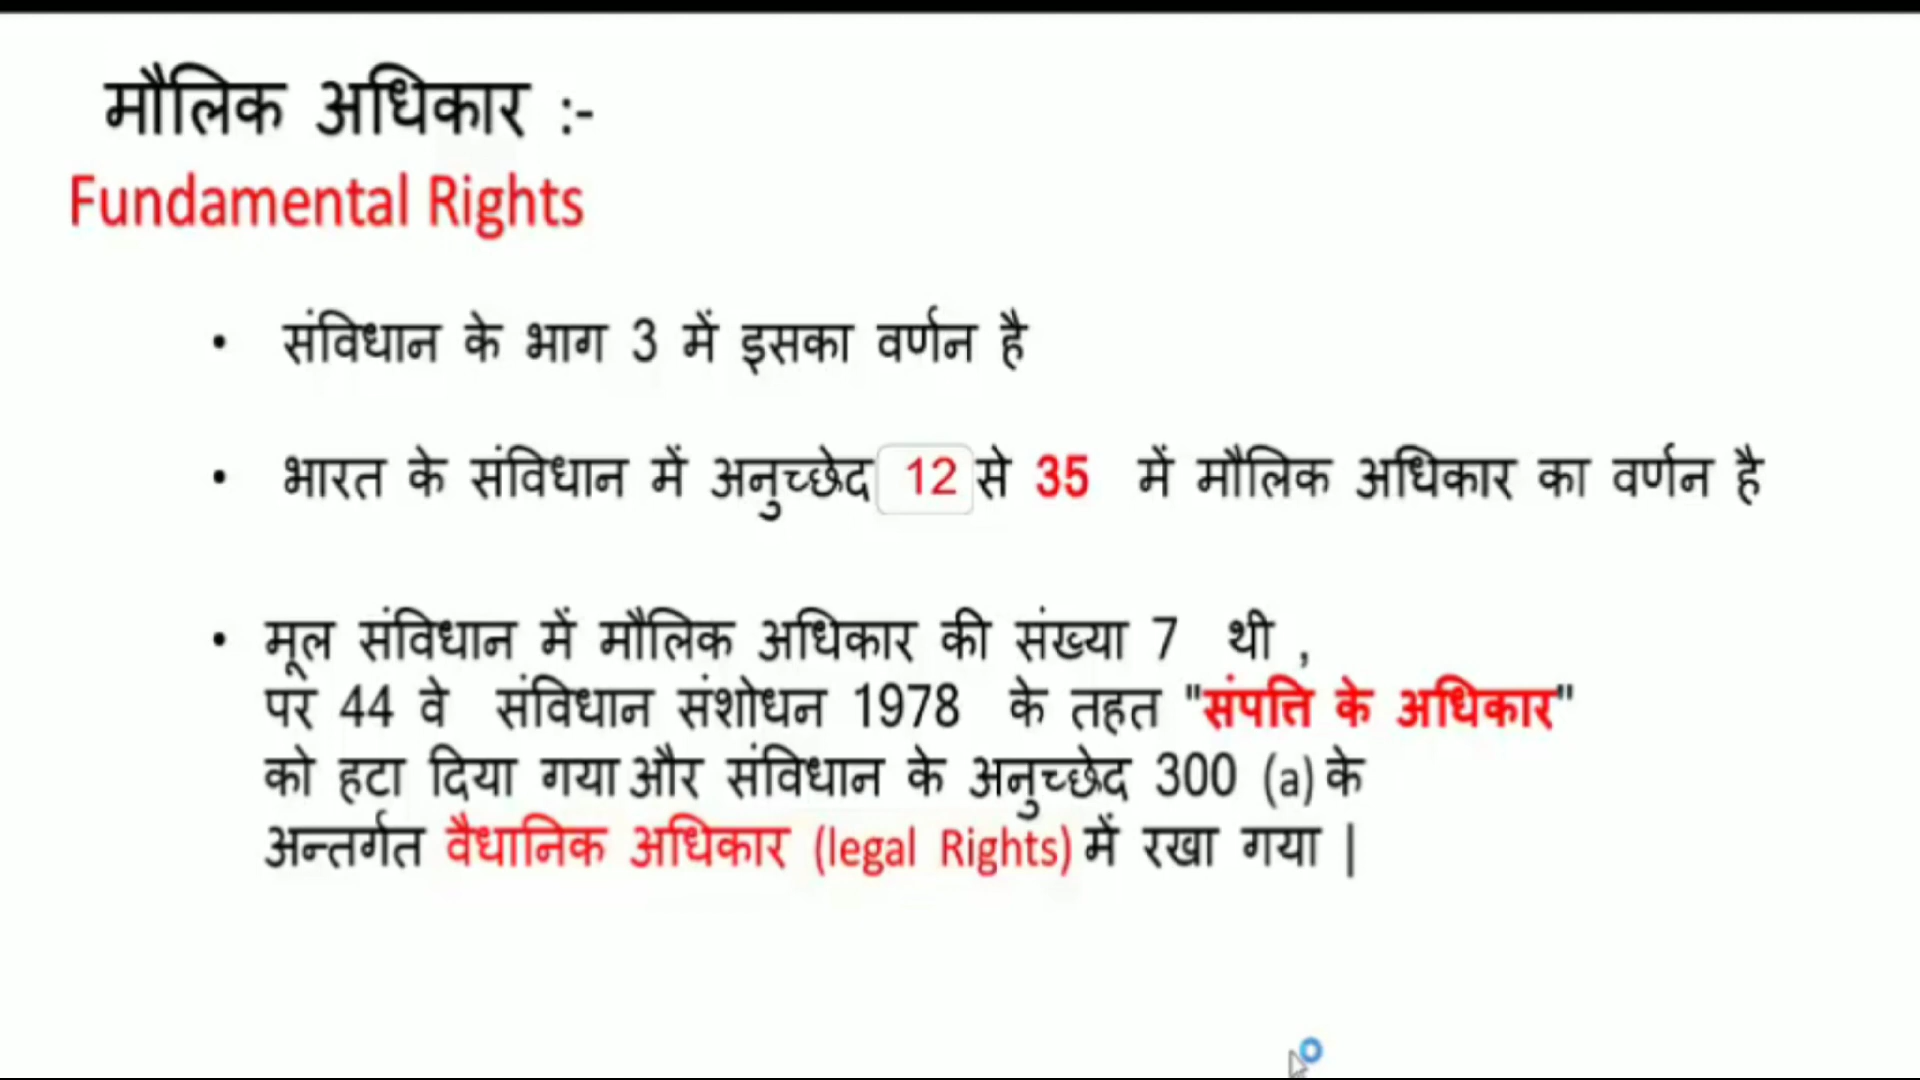 मौलिक अधिकार :-
Fundamental Rights
• संविधान के भाग 3 में इसका वर्णन है
• भारत के संविधान में अनुच्छेद 12 से 35 में मौलिक अधिकार का वर्णन है
• मूल संविधान में मौलिक अधिकार की संख्या 7 थी ,
पर 44 वे संविधान संशोधन 1978 के तहत "संपत्ति के अधिकार"
को हटा दिया गया और संविधान के अनुच्छेद 300 (a) के
अन्तर्गत वैधानिक अधिकार (legal Rights) में रखा गया |